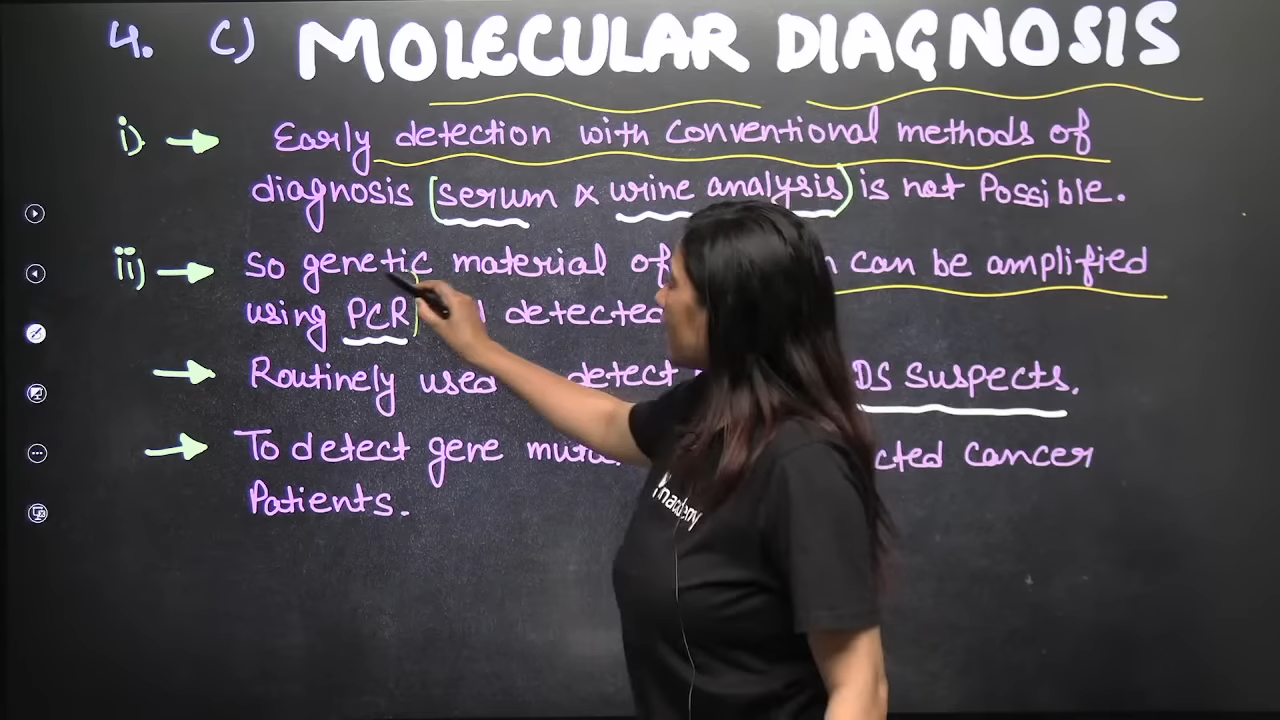 4. c) MOLECULAR DIAGNOSIS
i) → Early detection with conventional methods of
diagnosis (serum & urine analysis) is not Possible.
ii) → So genetic material of can be amplified
using PCR) detected
→ Routinely used detect DS suspects.
→ To detect gene cancer
Patients.